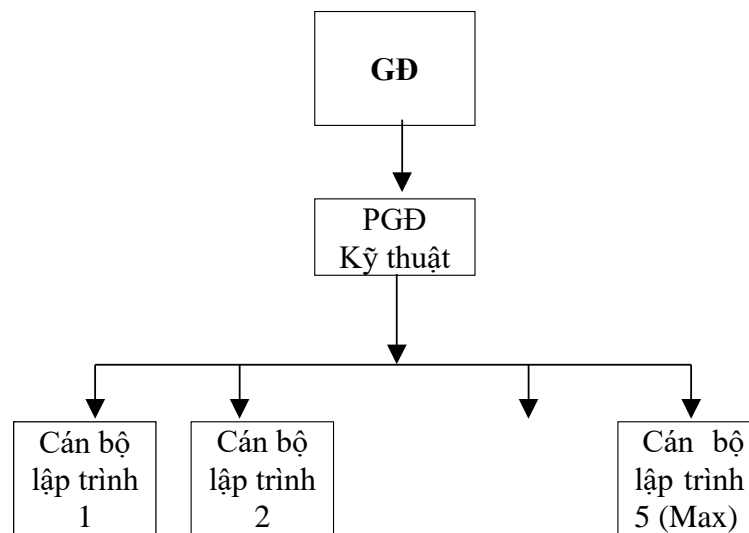 GĐ
PGĐ
Kỹ thuật
Cán bộ
lập trình
1
Cán bộ
lập trình
2
Cán bộ
lập trình
5 (Max)